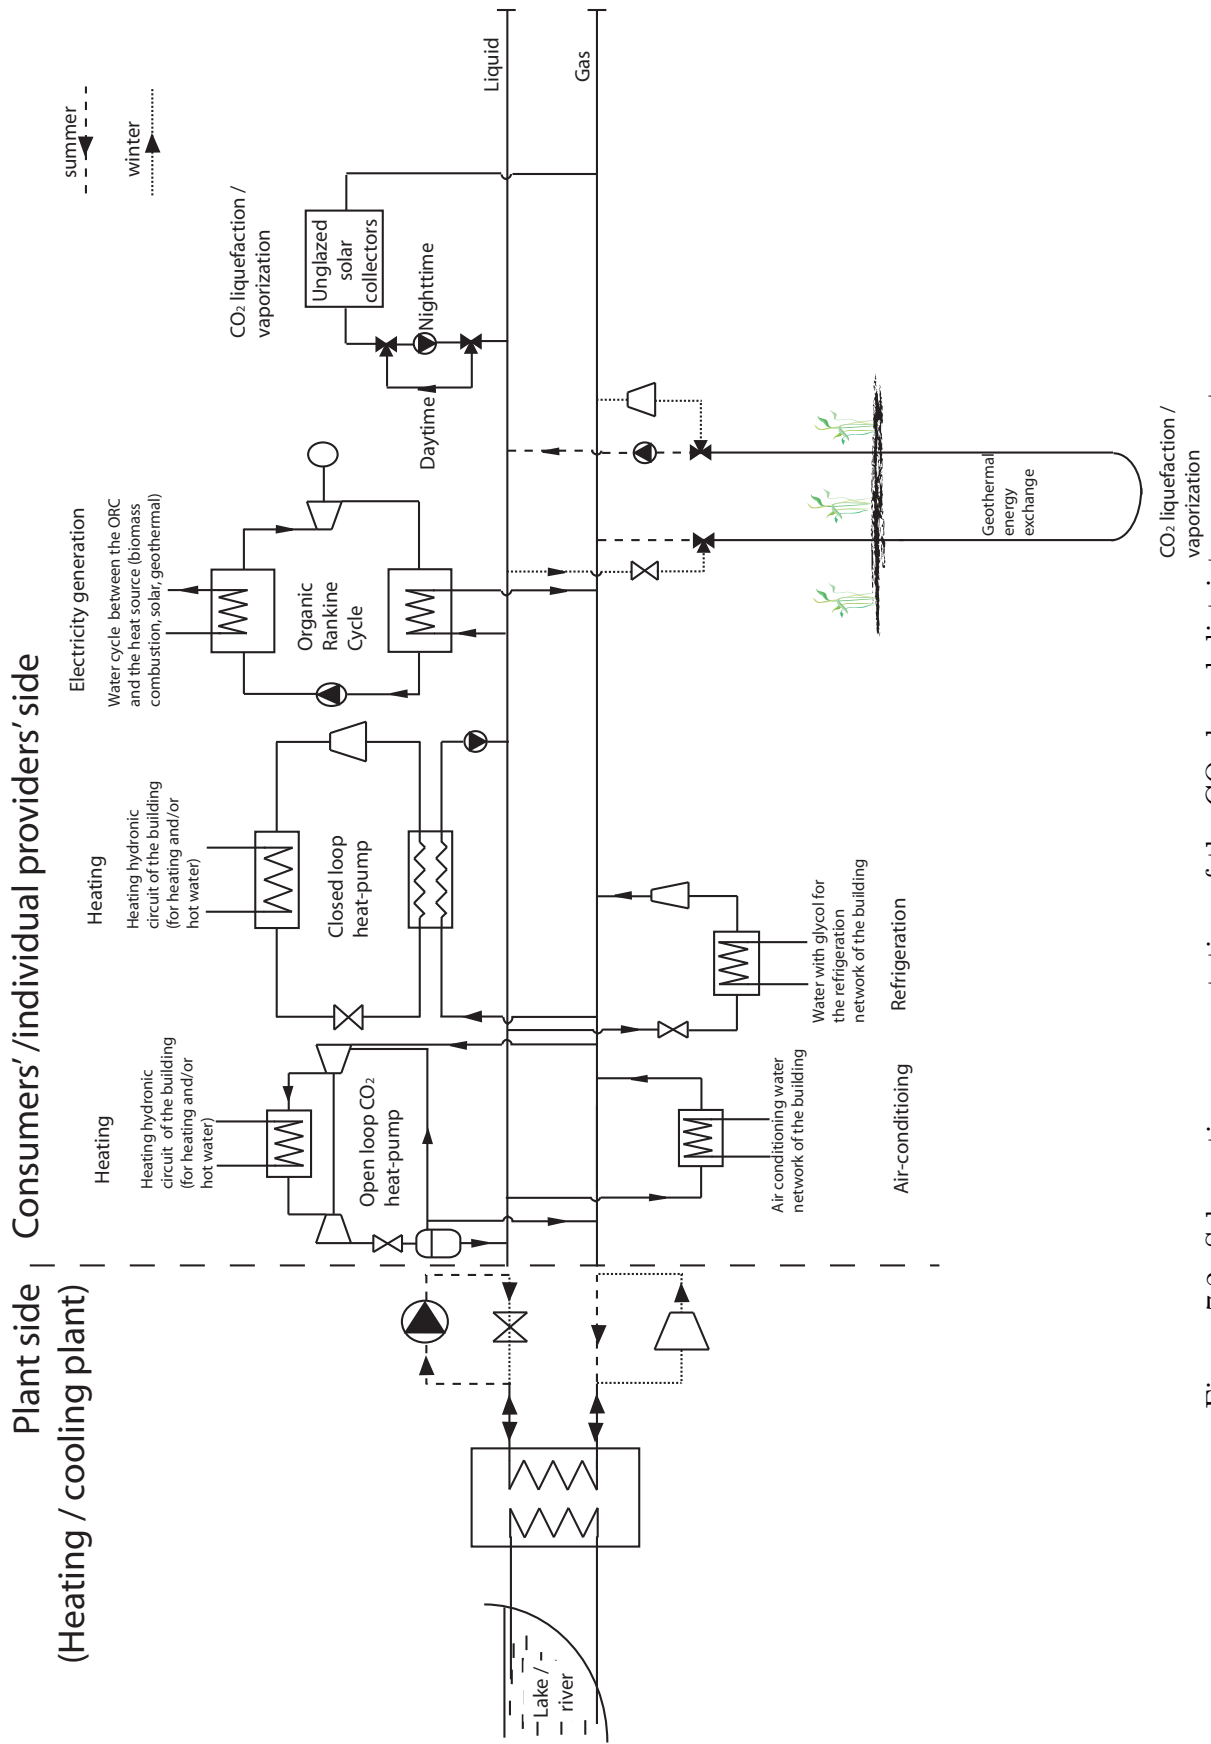 Plant side
(Heating / cooling plant)
Consumers' /individual providers' side
summer
winter
Heating
Heating hydronic
circuit of the building
(for heating and/or
hot water)
Open loop CO2
heat-pump
Heating
Heating hydronic
circuit of the building
(for heating and/or
hot water)
Closed loop
heat-pump
Electricity generation
Water cycle between the ORC
and the heat source (biomass
combustion, solar, geothermal)
Organic
Rankine
Cycle
CO2 liquefaction /
vaporization
Unglazed
solar
collectors
Daytime
Nighttime
Liquid
Gas
Lake /
river
Air conditioning water
network of the building
Air-conditioing
Water with glycol for
the refrigeration
network of the building
Refrigeration
Geothermal
energy
exchange
CO2 liquefaction /
vaporization